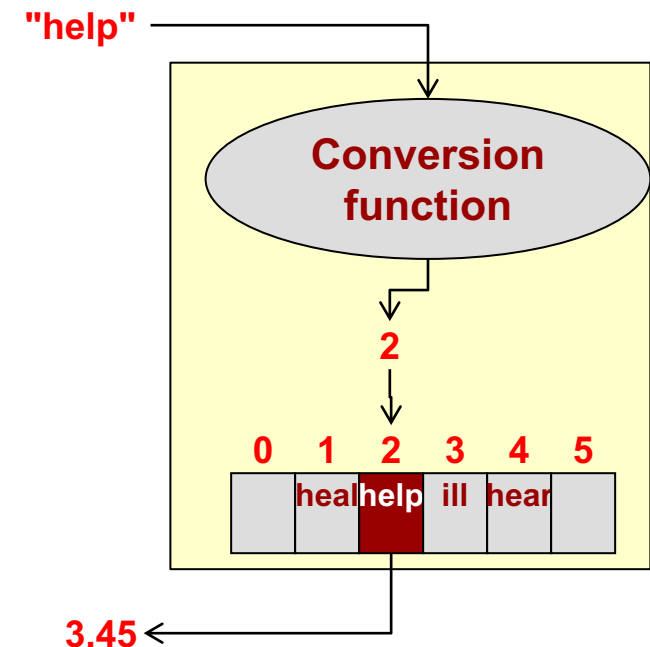 "help"
Conversion
function
2
0 1 2 3 4 5
heal help ill hear
3.45